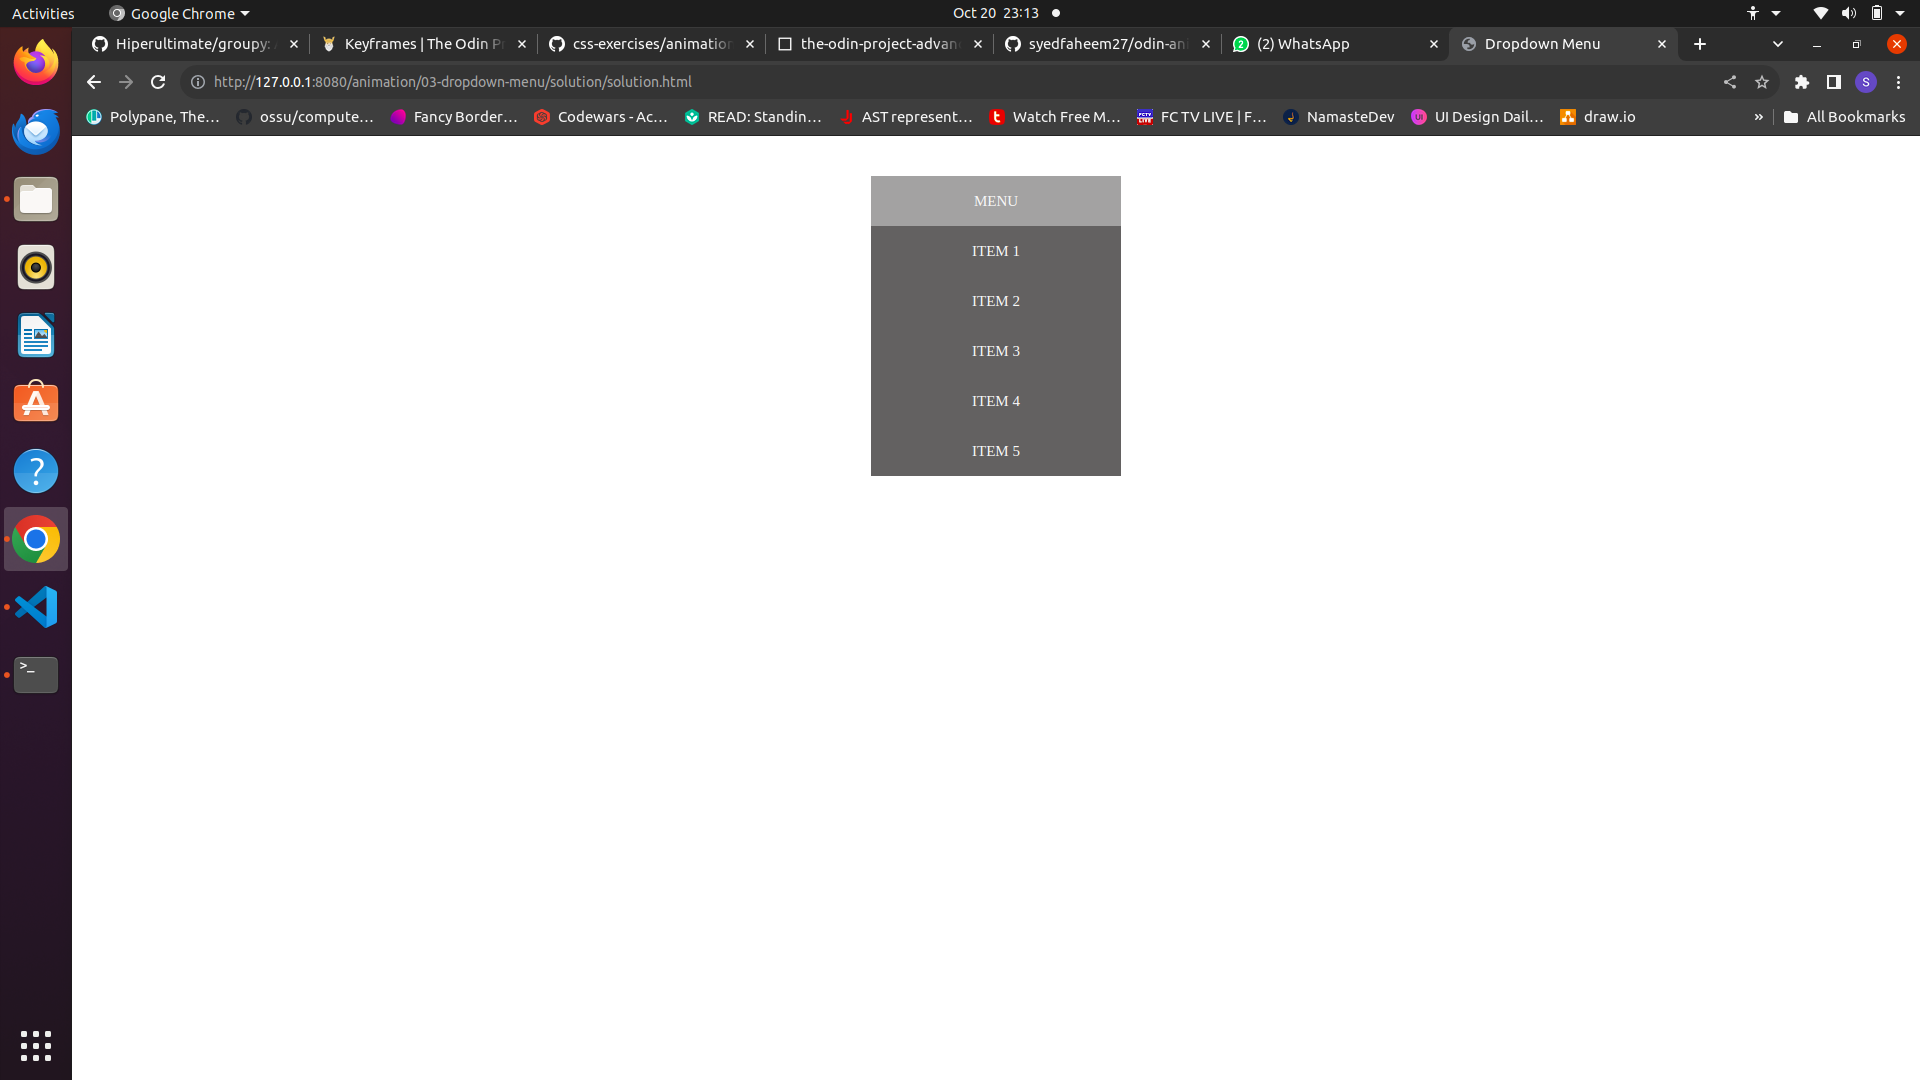 Activities Google Chrome Oct 20 23:13
Hiperultimate/groupy: Keyframes | The Odin P css-exercises/animation the-odin-project-advan syedfaheem27/odin-ani (2) WhatsApp Dropdown Menu
http://127.0.0.1:8080/animation/03-dropdown-menu/solution/solution.html S
Polypane, The… ossu/compute… Fancy Border… Codewars - Ac… READ: Standin… AST represent… Watch Free M… FC TV LIVE | F… NamasteDev UI Design Dail… draw.io » All Bookmarks
MENU
ITEM 1
ITEM 2
ITEM 3
ITEM 4
ITEM 5